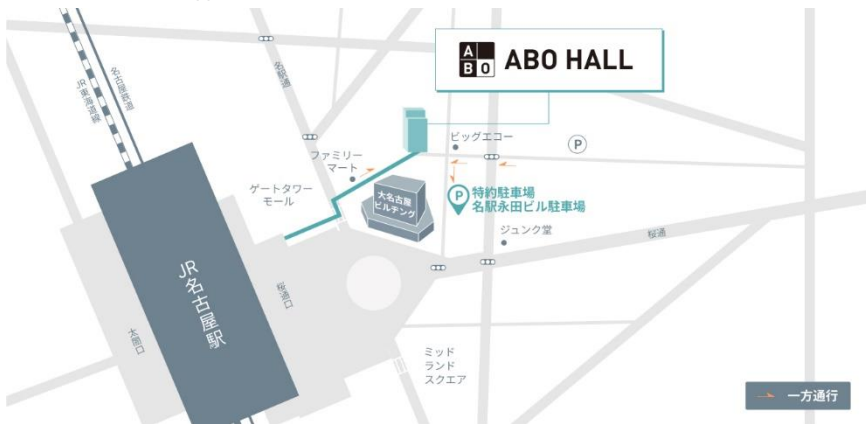 A
B O
ABO HALL
名古屋鉄道
JR東海道線
名駅通
ビッグエコー
P
ファミリー
マート
ゲートタワー
モール
大名古屋
ビルヂング
P
特約駐車場
名駅永田ビル駐車場
ジュンク堂
桜通
JR名古屋駅
桜通口
太閤口
ミッド
ランド
スクエア
一方通行